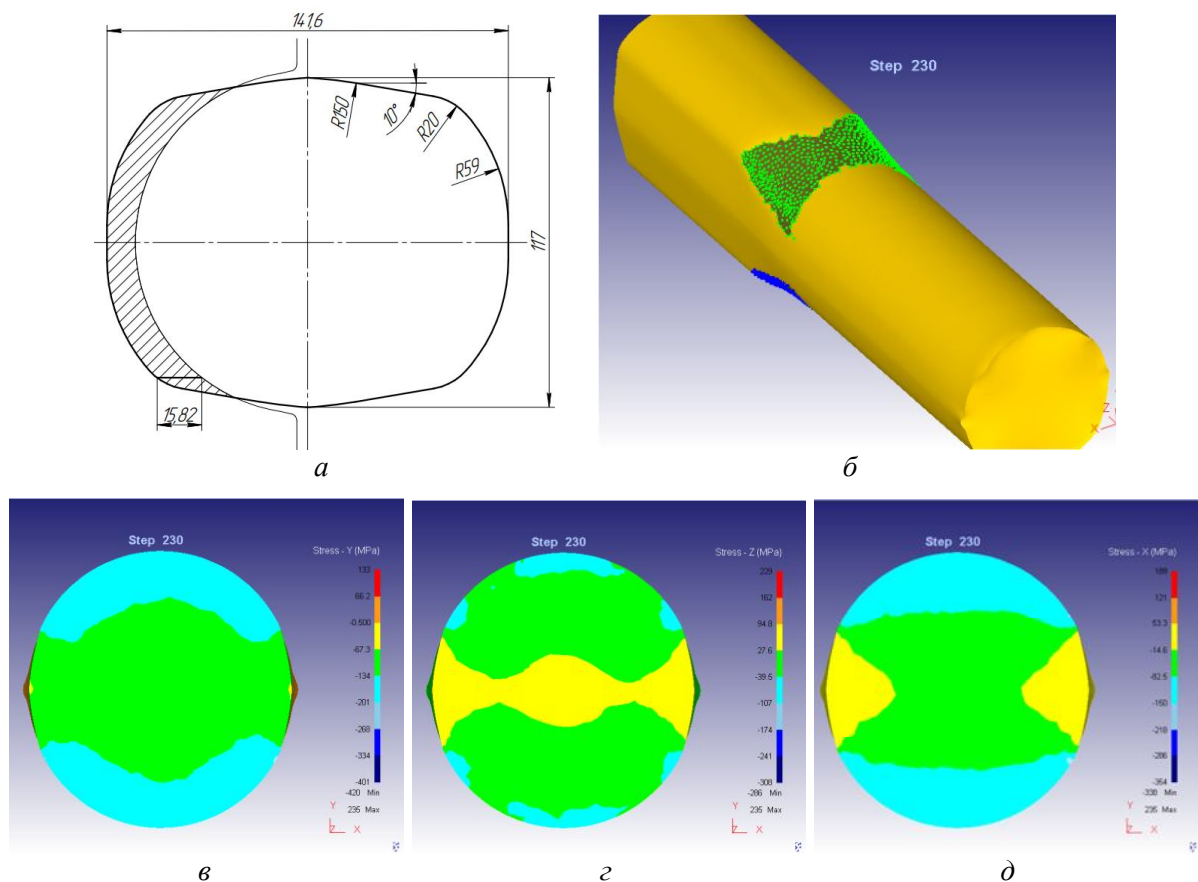 141,6
R150
10°
R20
R59
117
15,82
а
Step 230
Z
X
б
Step 230
Stress - Y (MPa)
133
66.2
-0.500
-67.3
-134
-201
-268
-334
-401
-420 Min
235 Max
Y
Z X
в
Step 230
Stress - Z (MPa)
229
162
94.8
27.6
-39.5
-107
-174
-241
-308
-286 Min
235 Max
Y
Z X
г
Step 230
Stress - X (MPa)
189
121
53.3
-14.6
-82.5
-150
-218
-286
-354
-330 Min
235 Max
Y
Z X
д